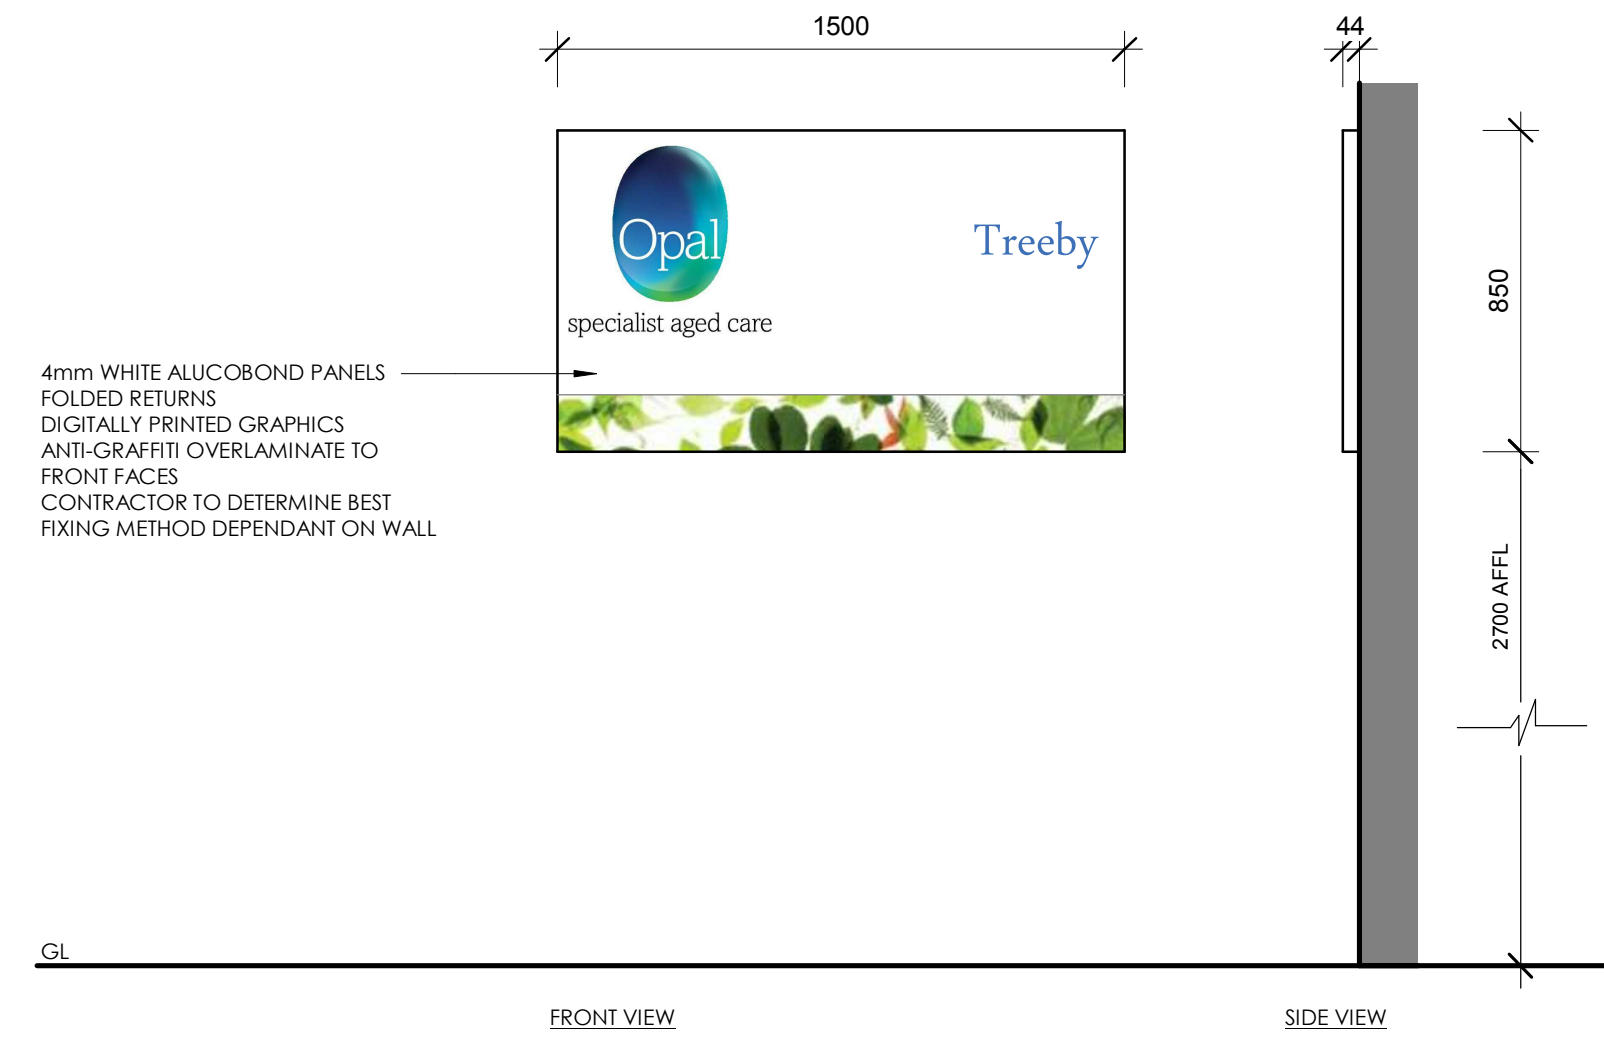 1500
44
Opal
Treeby
specialist aged care
850
4mm WHITE ALUCOBOND PANELS
FOLDED RETURNS
DIGITALLY PRINTED GRAPHICS
ANTI-GRAFFITI OVERLAMINATE TO
FRONT FACES
CONTRACTOR TO DETERMINE BEST
FIXING METHOD DEPENDANT ON WALL
2700 AFFL
GL
FRONT VIEW
SIDE VIEW